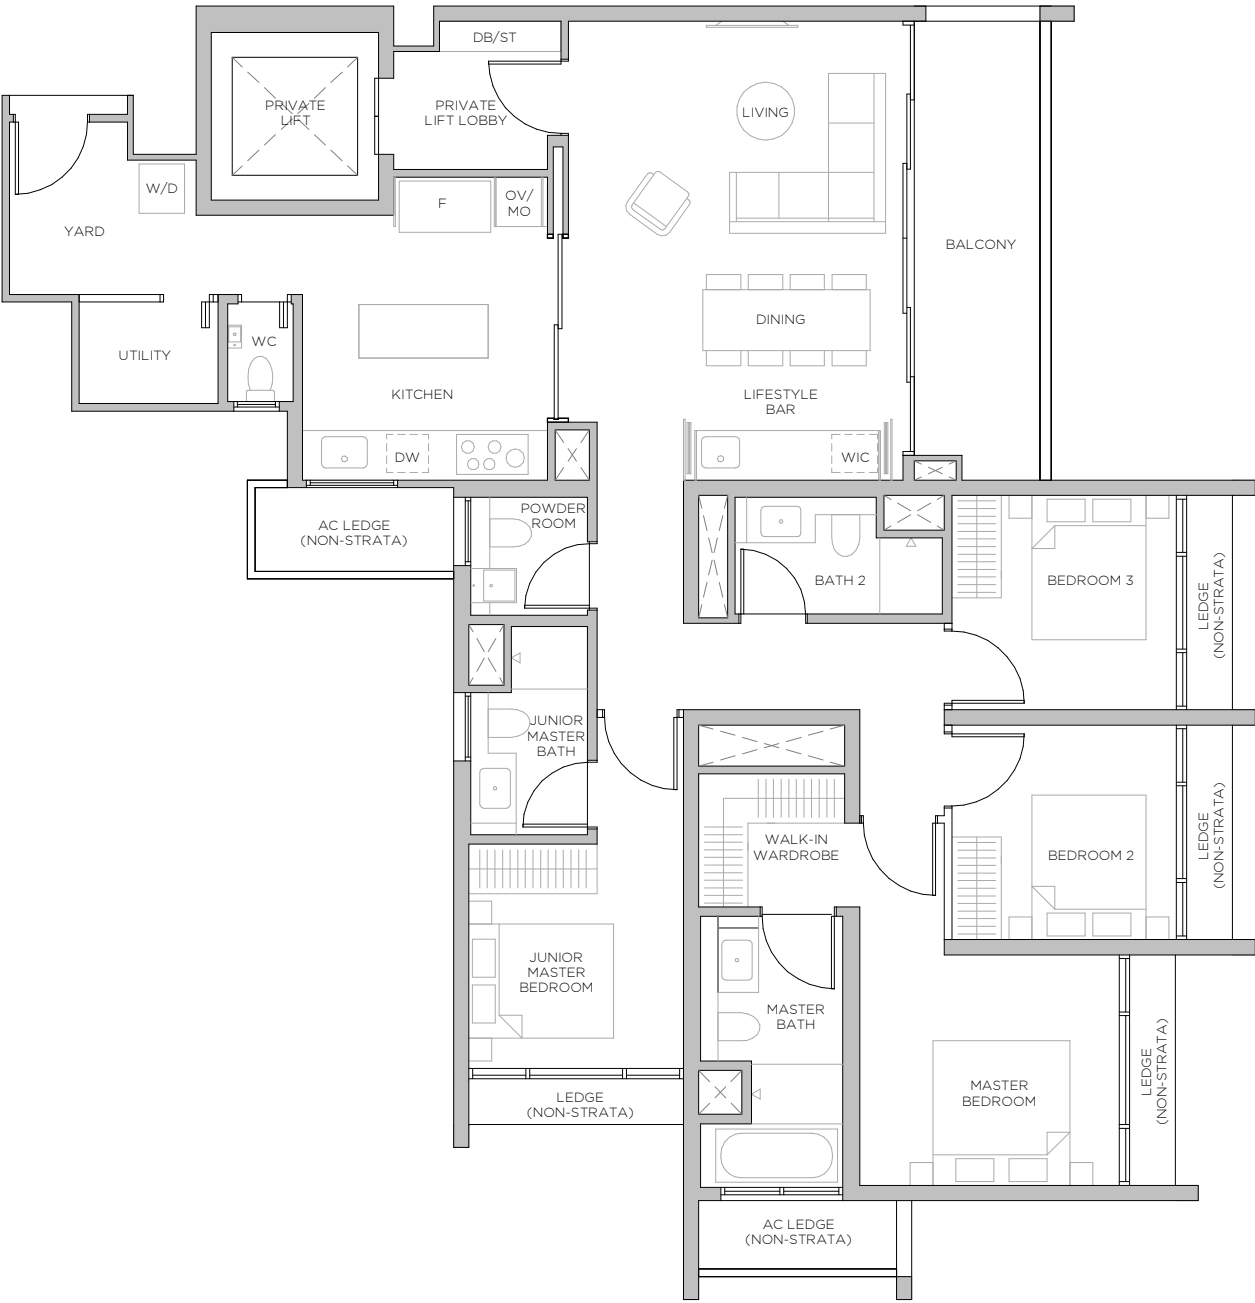 DB/ST
PRIVATE
LIFT
PRIVATE
LIFT LOBBY
LIVING
W/D
F
OV/
MO
YARD
BALCONY
DINING
UTILITY
WC
KITCHEN
LIFESTYLE
BAR
DW
WIC
AC LEDGE
(NON-STRATA)
POWDER
ROOM
BATH 2
BEDROOM 3
LEDGE
(NON-STRATA)
JUNIOR
MASTER
BATH
WALK-IN
WARDROBE
BEDROOM 2
LEDGE
(NON-STRATA)
JUNIOR
MASTER
BEDROOM
MASTER
BATH
MASTER
BEDROOM
LEDGE
(NON-STRATA)
LEDGE
(NON-STRATA)
AC LEDGE
(NON-STRATA)